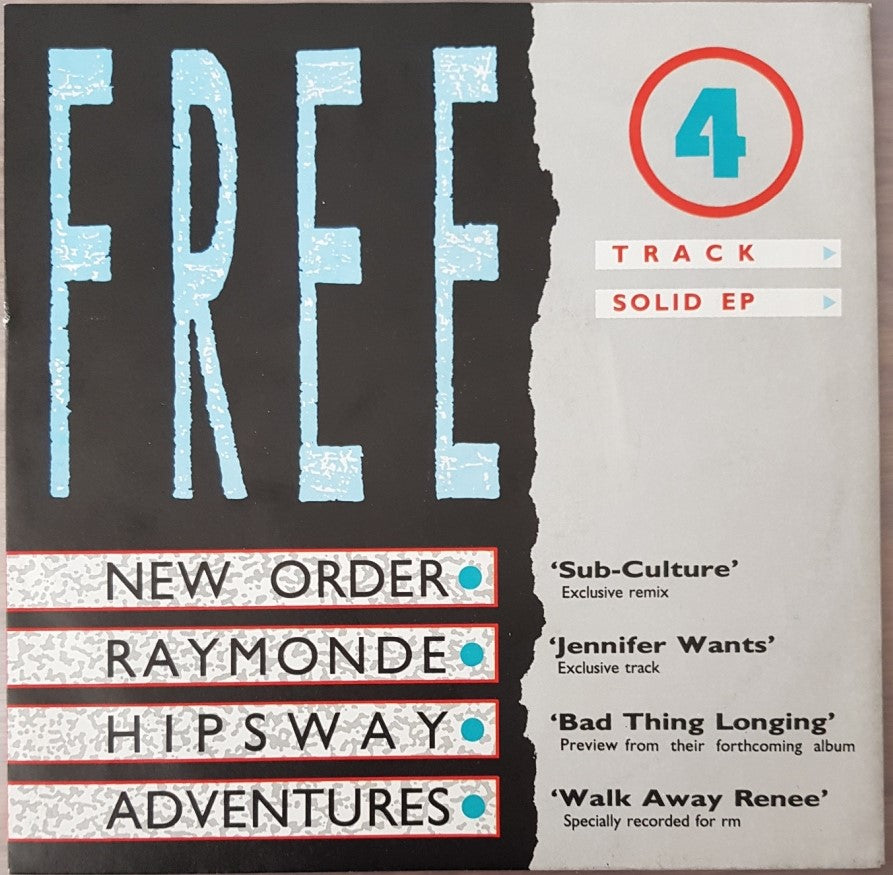 FREE
4
TRACK
SOLID EP
NEW ORDER
‘Sub-Culture’
Exclusive remix
RAYMONDE
‘Jennifer Wants’
Exclusive track
HIPSWAY
‘Bad Thing Longing’
Preview from their forthcoming album
ADVENTURES
‘Walk Away Renee’
Specially recorded for rm